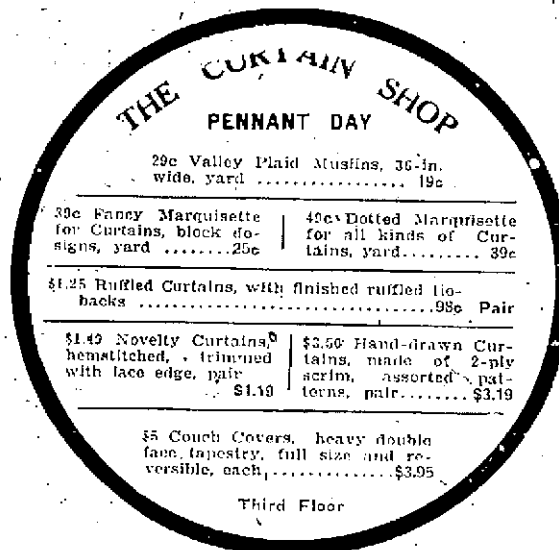 THE CURTAIN SHOP
PENNANT DAY
29c Valley Plaid Muslins, 36-in.
wide, yard ................ 19c
39c Fancy Marquisette
for Curtains, block de-
signs, yard ........25c
49c Dotted Marquisette
for all kinds of Cur-
tains, yard......... 39c
$1.25 Ruffled Curtains, with finished ruffled tie-
backs ..............................98c Pair
$1.49 Novelty Curtains,
hemstitched, trimmed
with lace edge, pair
$1.19
$3.50 Hand-drawn Cur-
tains, made of 2-ply
scrim, assorted pat-
terns, pair........$3.19
$5 Couch Covers, heavy double
face tapestry, full size and re-
versible, each ..............$3.95
Third Floor